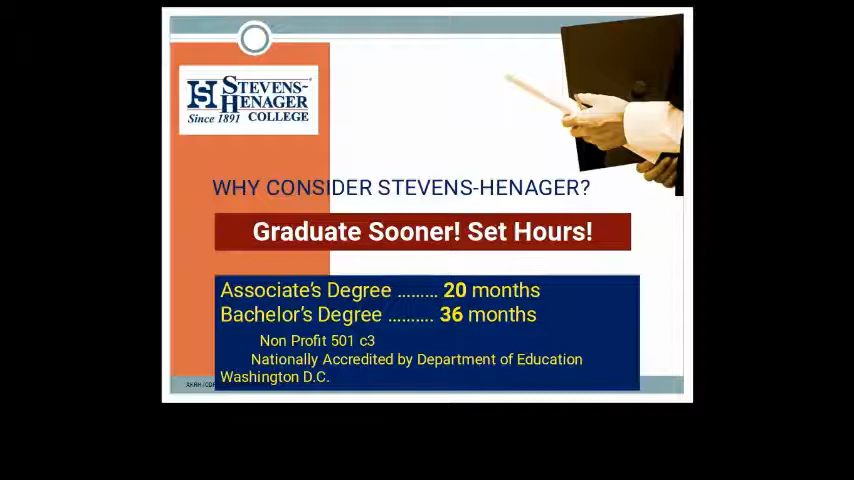 STEVENS-
HENAGER
Since 1891 COLLEGE
WHY CONSIDER STEVENS-HENAGER?
Graduate Sooner! Set Hours!
Associate's Degree ……… 20 months
Bachelor's Degree ………. 36 months
Non Profit 501 c3
Nationally Accredited by Department of Education
Washington D.C.